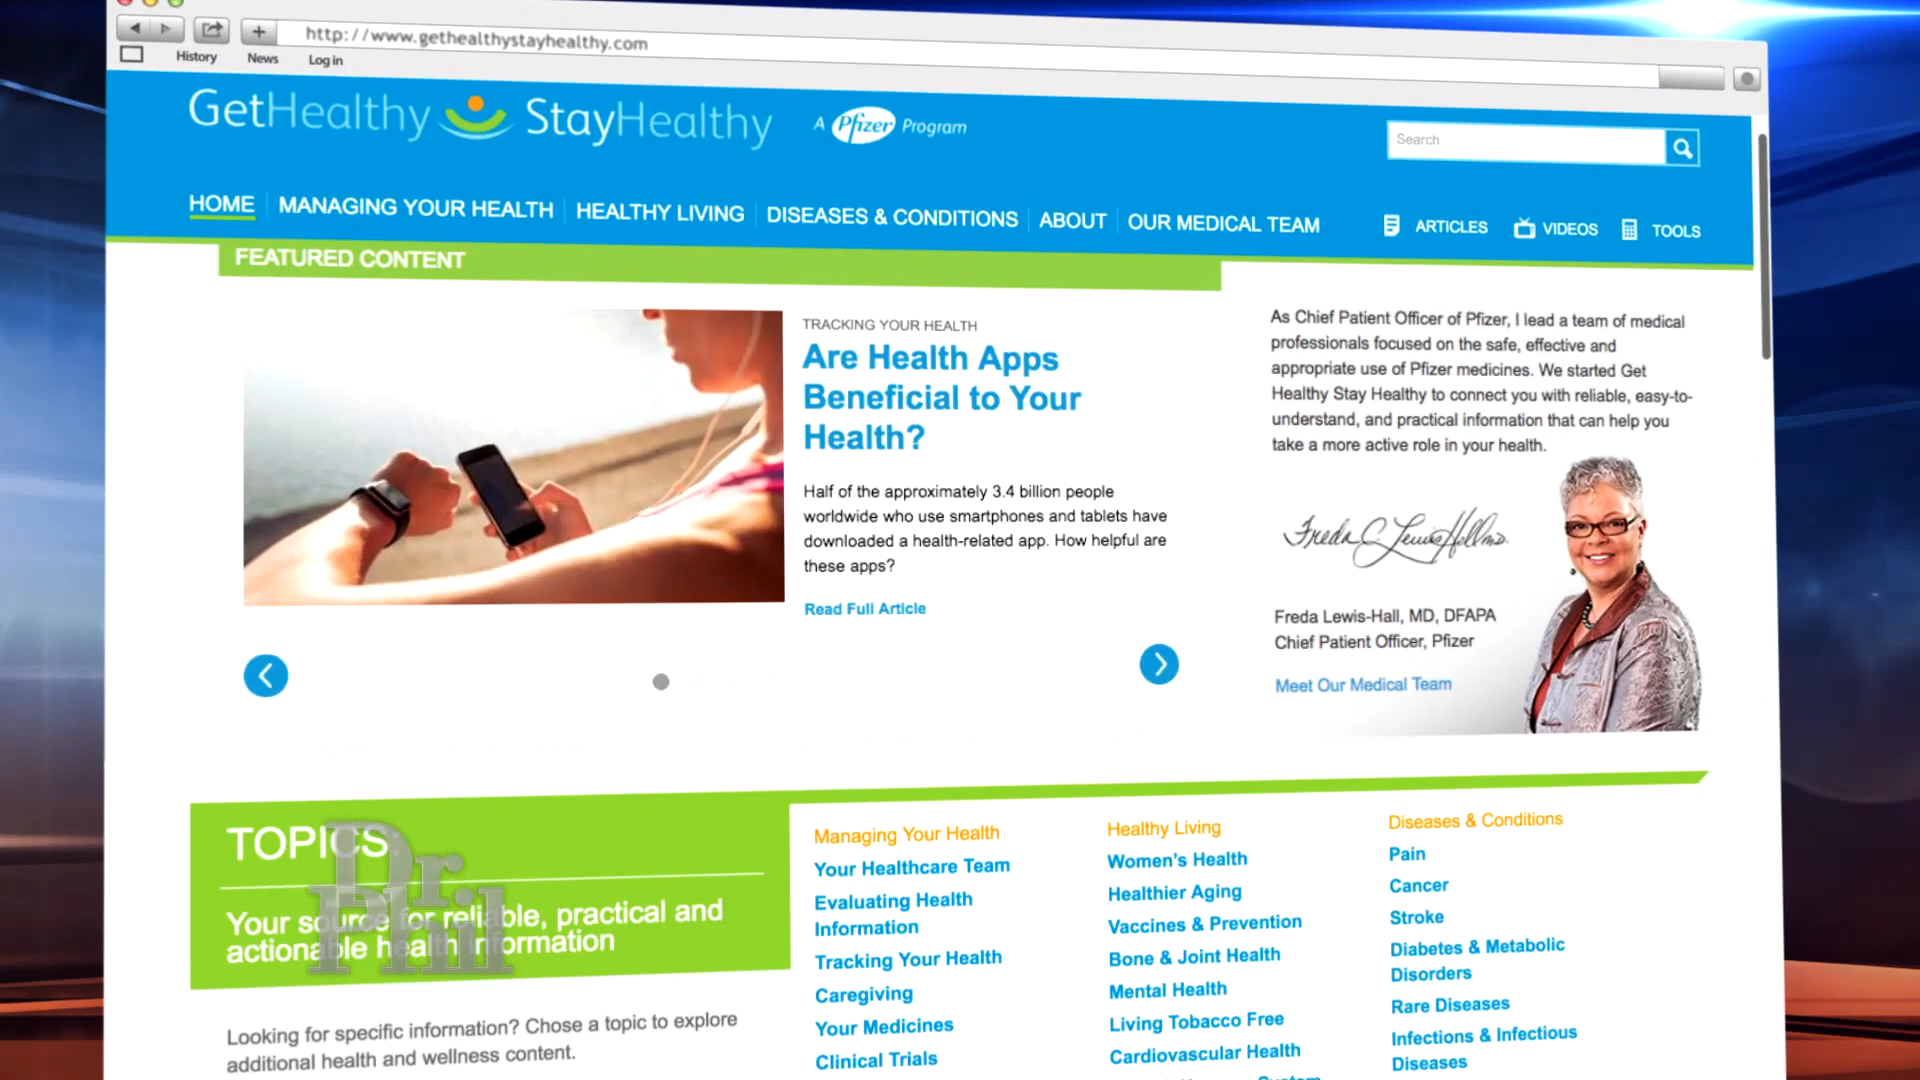 http://www.gethealthystayhealthy.com
History News Log in
GetHealthy StayHealthy A Pfizer Program
Search
HOME MANAGING YOUR HEALTH HEALTHY LIVING DISEASES & CONDITIONS ABOUT OUR MEDICAL TEAM ARTICLES VIDEOS TOOLS
FEATURED CONTENT
TRACKING YOUR HEALTH
Are Health Apps
Beneficial to Your
Health?
Half of the approximately 3.4 billion people
worldwide who use smartphones and tablets have
downloaded a health-related app. How helpful are
these apps?
Read Full Article
As Chief Patient Officer of Pfizer, I lead a team of medical
professionals focused on the safe, effective and
appropriate use of Pfizer medicines. We started Get
Healthy Stay Healthy to connect you with reliable, easy-to-
understand, and practical information that can help you
take a more active role in your health.
Freda Lewis-Hall, MD, DFAPA
Chief Patient Officer, Pfizer
Meet Our Medical Team
TOPICS
Your source for reliable, practical and
actionable health information
Dr.
Phil
Looking for specific information? Chose a topic to explore
additional health and wellness content.
Managing Your Health
Your Healthcare Team
Evaluating Health
Information
Tracking Your Health
Caregiving
Your Medicines
Clinical Trials
Healthy Living
Women's Health
Healthier Aging
Vaccines & Prevention
Bone & Joint Health
Mental Health
Living Tobacco Free
Cardiovascular Health
Diseases & Conditions
Pain
Cancer
Stroke
Diabetes & Metabolic
Disorders
Rare Diseases
Infections & Infectious
Diseases